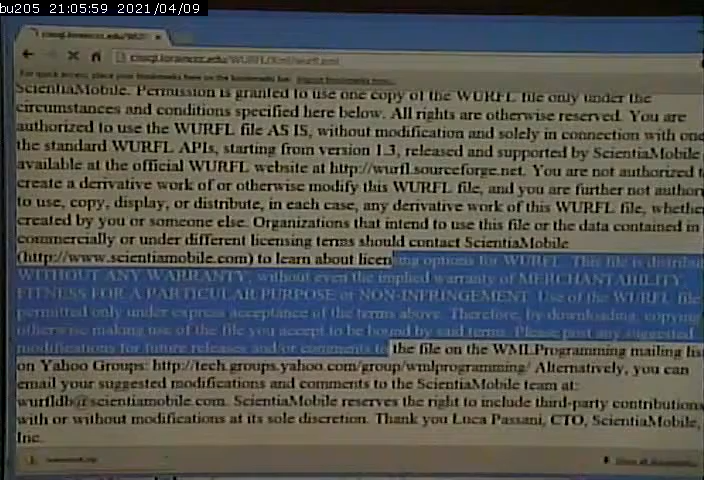 bu205 21:05:59 2021/04/09
ScientiaMobile. Permission is granted to use one copy of the WURFL file only under the
circumstances and conditions specified here below. All rights are otherwise reserved. You are
authorized to use the WURFL file AS IS, without modification and solely in connection with one
the standard WURFL APIs, starting from version 1.3, released and supported by ScientiaMobile
available at the official WURFL website at http://wurfl.sourceforge.net. You are not authorized t
create a derivative work of or otherwise modify this WURFL file, and you are further not author
to use, copy, display, or distribute, in each case, any derivative work of this WURFL file, whethe
created by you or someone else. Organizations that intend to use this file or the data contained in
commercially or under different licensing terms should contact ScientiaMobile
(http://www.scientiamobile.com) to learn about licensing options for WURFL. This file is distribut
WITHOUT ANY WARRANTY; without even the implied warranty of MERCHANTABILITY,
FITNESS FOR A PARTICULAR PURPOSE or NON-INFRINGEMENT. Use of the WURFL file
permitted only under express acceptance of the terms above. Therefore, by downloading, copying
otherwise making use of the file you accept to be bound by said terms. Please post any suggested
modifications for future releases and/or comments to the file on the WMLProgramming mailing lis
on Yahoo Groups: http://tech.groups.yahoo.com/group/wmlprogramming/ Alternatively, you can
email your suggested modifications and comments to the ScientiaMobile team at:
wurfldb@scientiamobile.com. ScientiaMobile reserves the right to include third-party contributions
with or without modifications at its sole discretion. Thank you Luca Passani, CTO, ScientiaMobile,
Inc.